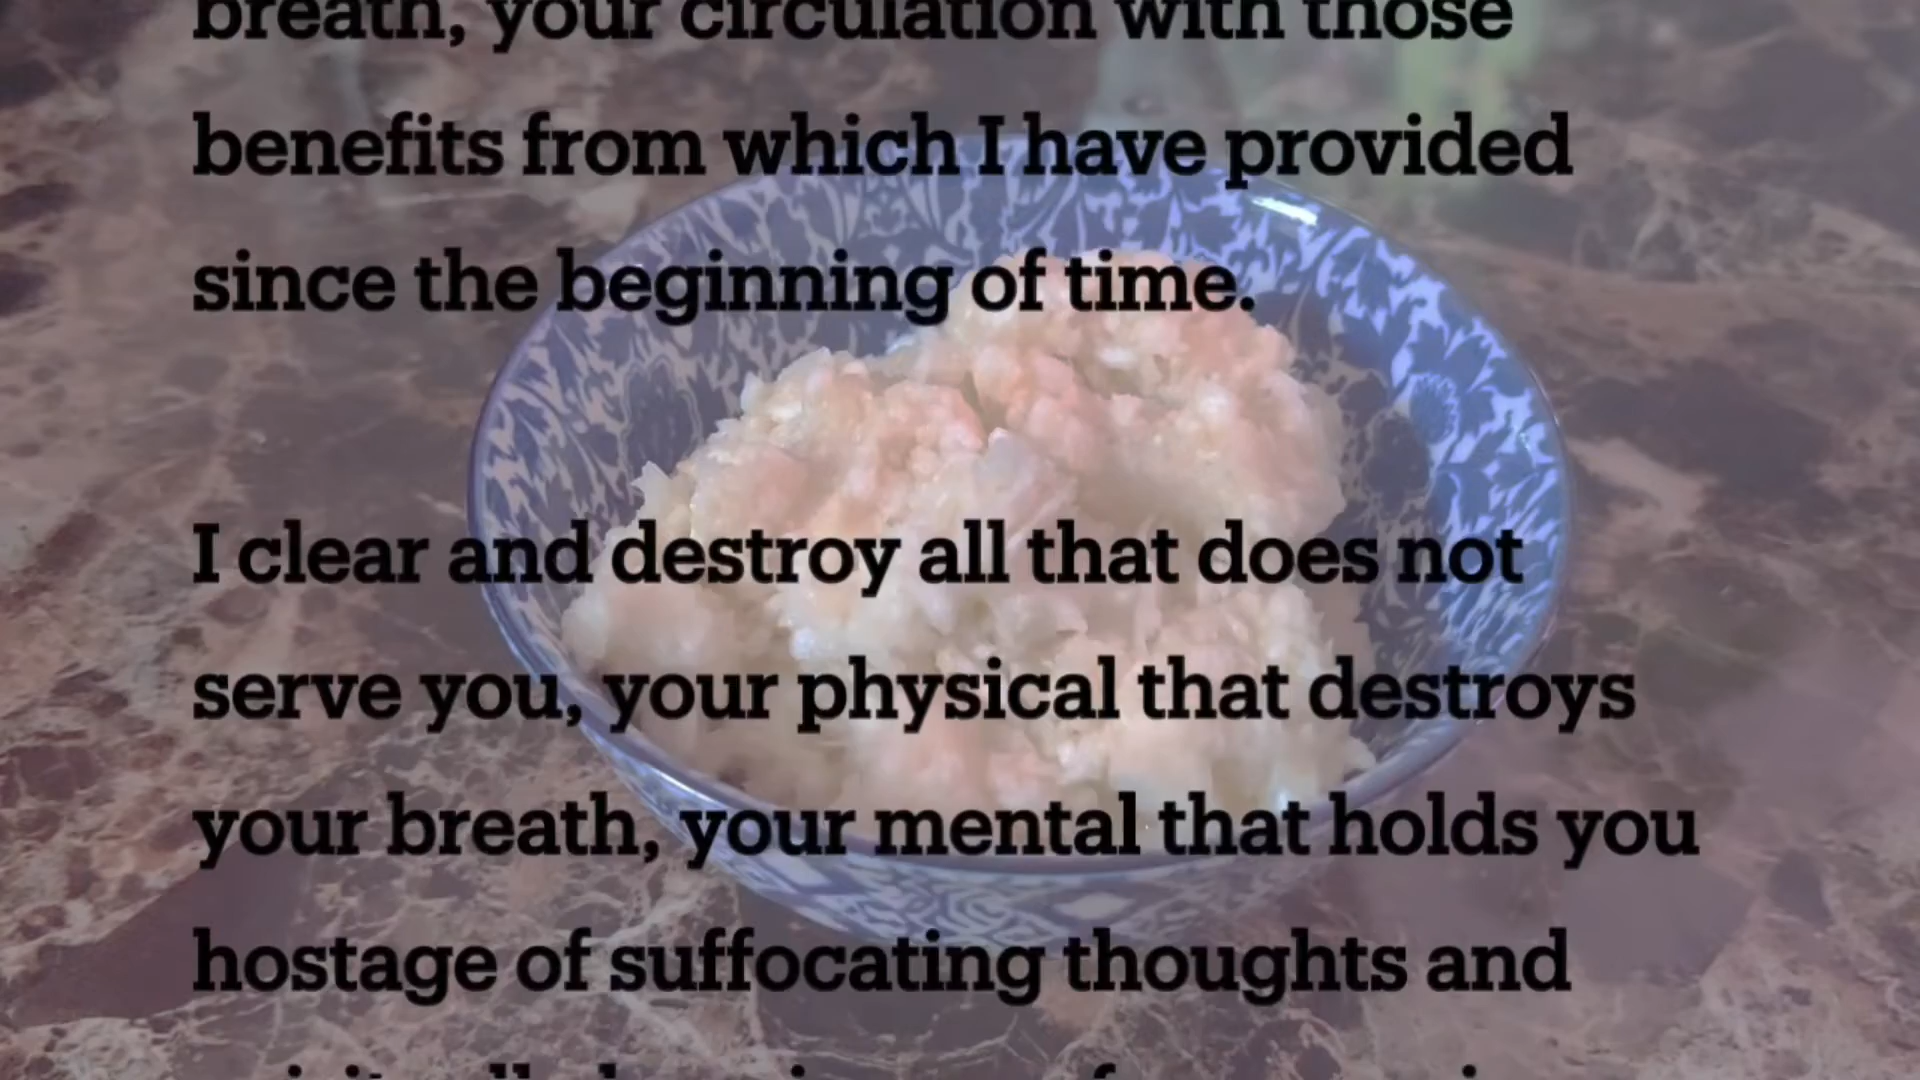 breath, your circulation with those
benefits from which I have provided
since the beginning of time.
I clear and destroy all that does not
serve you, your physical that destroys
your breath, your mental that holds you
hostage of suffocating thoughts and